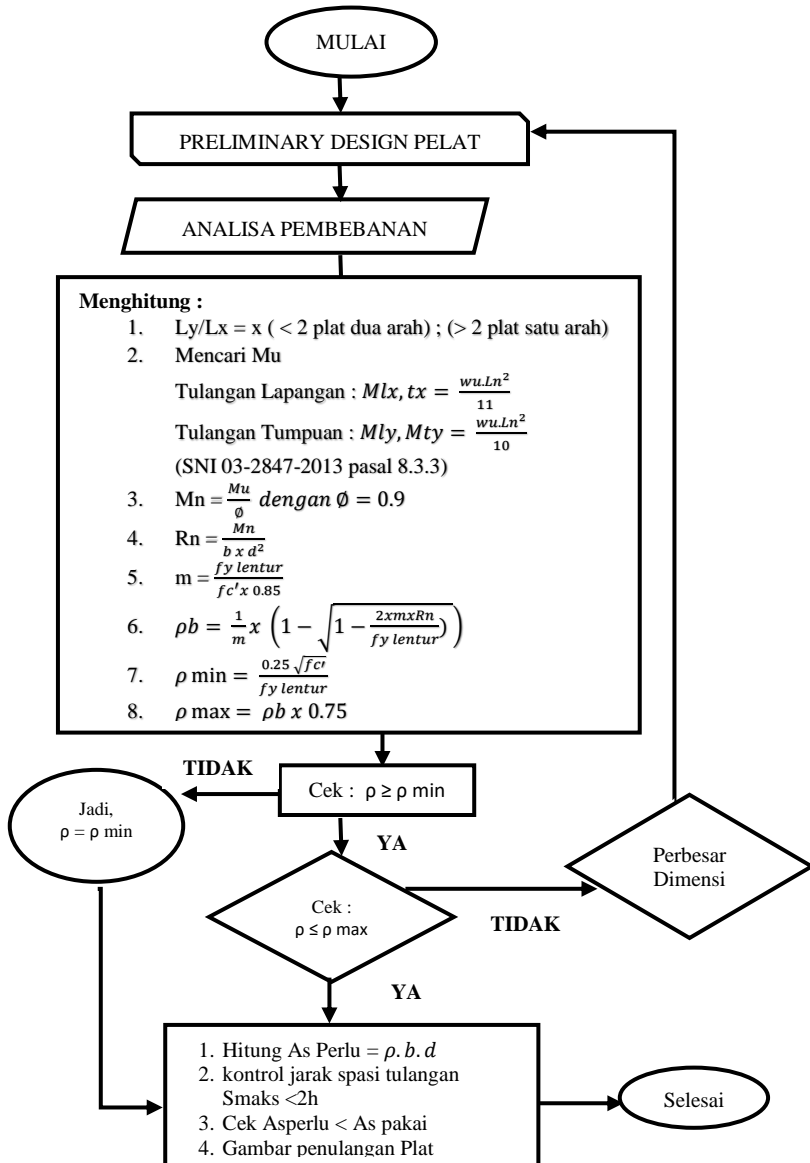 MULAI
PRELIMINARY DESIGN PELAT
ANALISA PEMBEBANAN
Menghitung :
1. Ly/Lx = x ( < 2 plat dua arah) ; (> 2 plat satu arah)
2. Mencari Mu
Tulangan Lapangan : Mlx, tx = wu.Ln²/11
Tulangan Tumpuan : Mly, Mty = wu.Ln²/10
(SNI 03-2847-2013 pasal 8.3.3)
3. Mn = Mu/∅ dengan ∅ = 0.9
4. Rn = Mn/b x d²
5. m = fy lentur/fc' x 0.85
6. ρb = 1/m x (1 − √1 − 2xmxRn/fy lentur))
7. ρ min = 0.25 √fc'/fy lentur
8. ρ max = ρb x 0.75
TIDAK
Cek : ρ ≥ ρ min
Jadi,
ρ = ρ min
YA
Perbesar
Dimensi
Cek :
ρ ≤ ρ max
TIDAK
YA
1. Hitung As Perlu = ρ. b. d
2. kontrol jarak spasi tulangan
Smaks <2h
3. Cek Asperlu < As pakai
4. Gambar penulangan Plat
Selesai